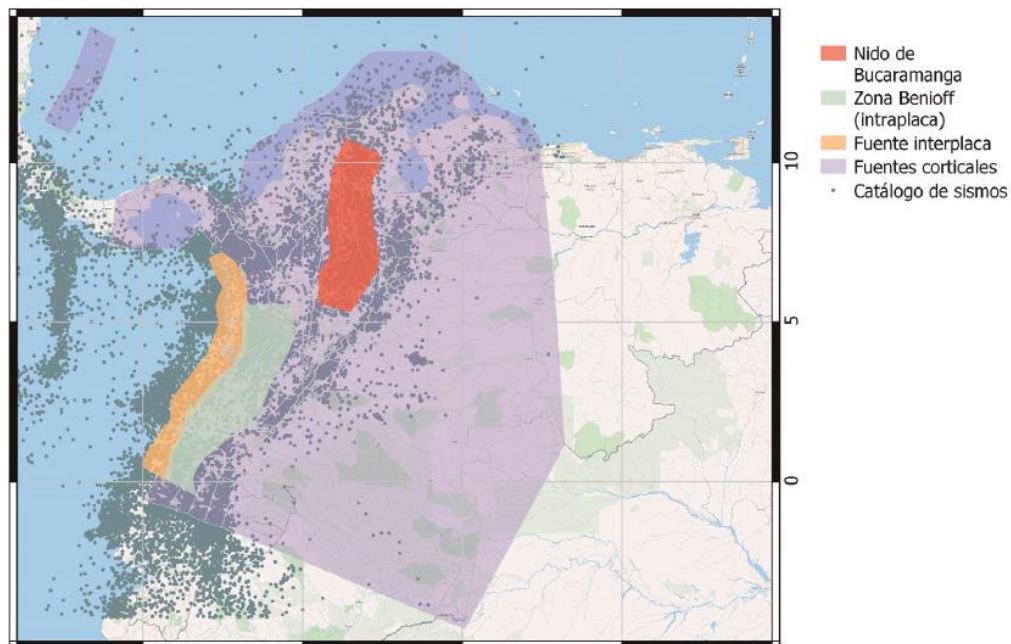 Nido de
Bucaramanga
Zona Benioff
(intraplaca)
Fuente interplaca
Fuentes corticales
Catálogo de sismos
10
5
0